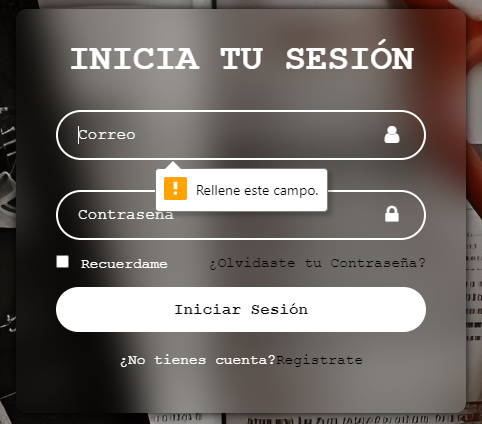 INICIA TU SESIÓN
Correo
Rellene este campo.
Contraseña
Recuerdame ¿Olvidaste tu Contraseña?
Iniciar Sesión
¿No tienes cuenta?Registrate